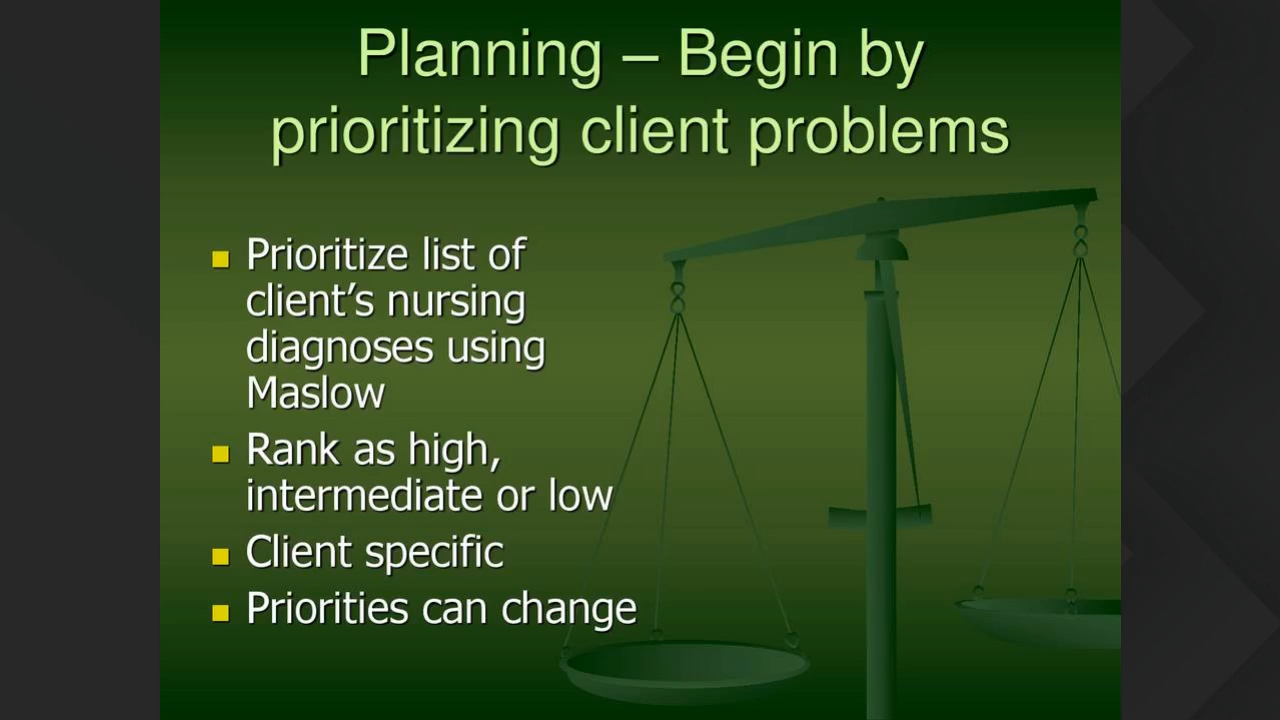 Planning – Begin by
prioritizing client problems
Prioritize list of
client’s nursing
diagnoses using
Maslow
Rank as high,
intermediate or low
Client specific
Priorities can change